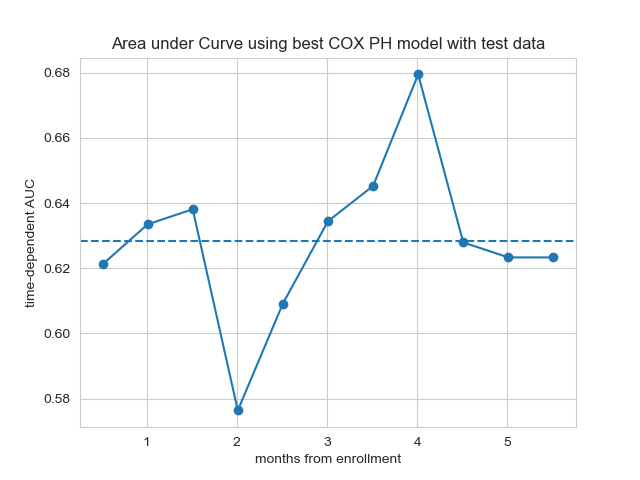 Area under Curve using best COX PH model with test data
0.68
0.66
0.64
0.62
0.60
0.58
time-dependent AUC
1 2 3 4 5
months from enrollment